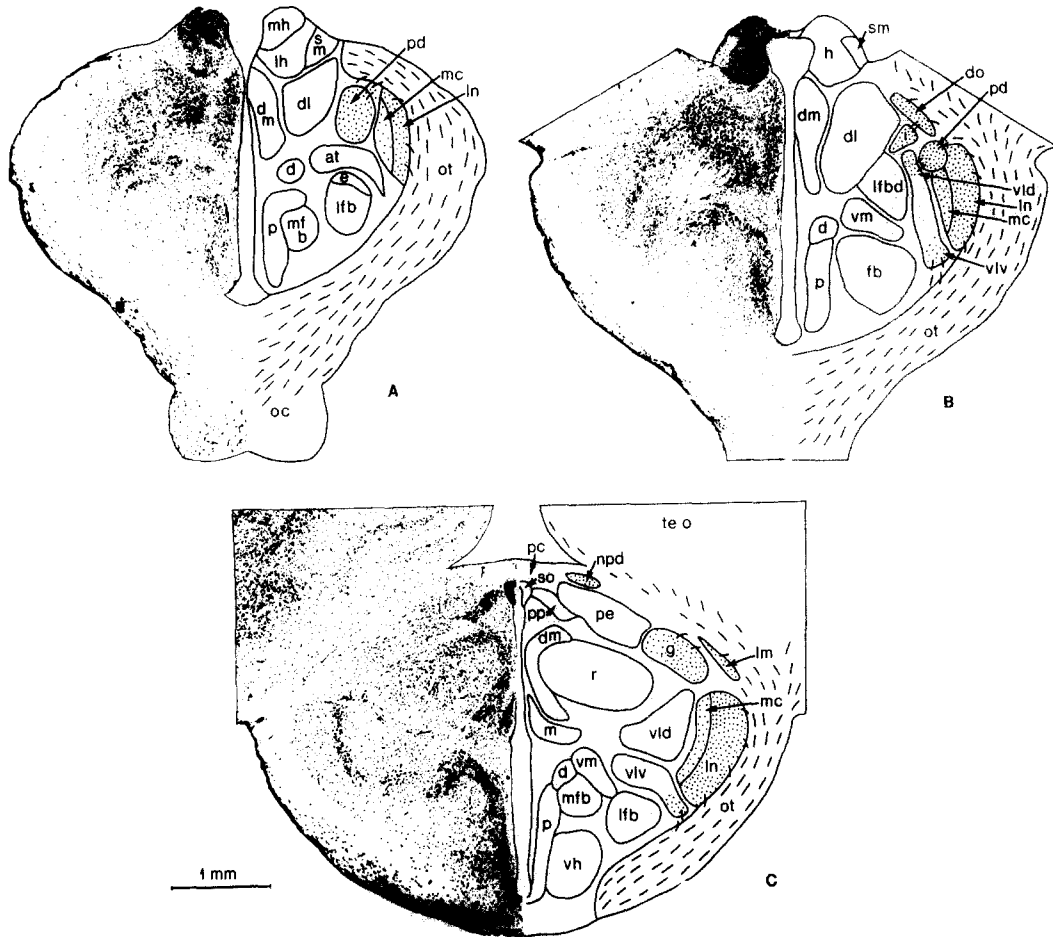 mh
s
m
lh
pd
mc
ln
d
m
dl
at
d
e
lfb
p
mf
b
ot
oc
A
sm
h
do
pd
dm
dl
lfbd
vld
ln
mc
vm
d
vlv
p
fb
ot
B
te o
pc
npd
so
pp
pe
dm
g
lm
r
mc
m
vld
ln
d
vm
vlv
mfb
lfb
ot
p
vh
1 mm
C